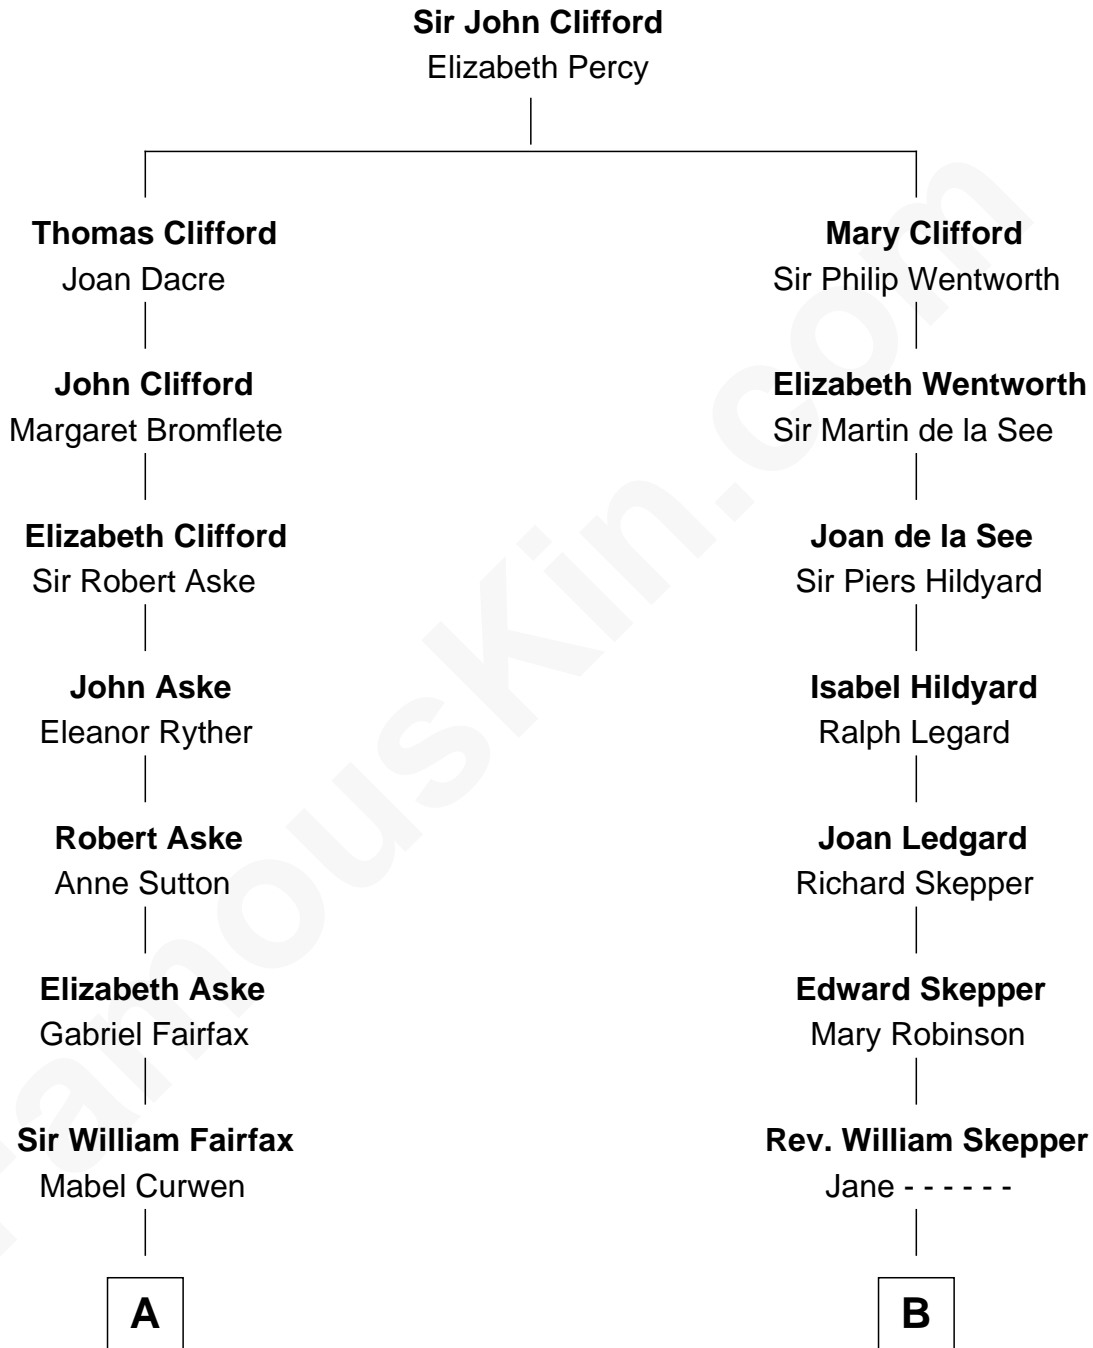 Sir John Clifford
Elizabeth Percy
Thomas Clifford
Joan Dacre
John Clifford
Margaret Bromflete
Elizabeth Clifford
Sir Robert Aske
John Aske
Eleanor Ryther
Robert Aske
Anne Sutton
Elizabeth Aske
Gabriel Fairfax
Sir William Fairfax
Mabel Curwen
A
Mary Clifford
Sir Philip Wentworth
Elizabeth Wentworth
Sir Martin de la See
Joan de la See
Sir Piers Hildyard
Isabel Hildyard
Ralph Legard
Joan Ledgard
Richard Skepper
Edward Skepper
Mary Robinson
Rev. William Skepper
Jane - - - - - -
B
FamousKin.com